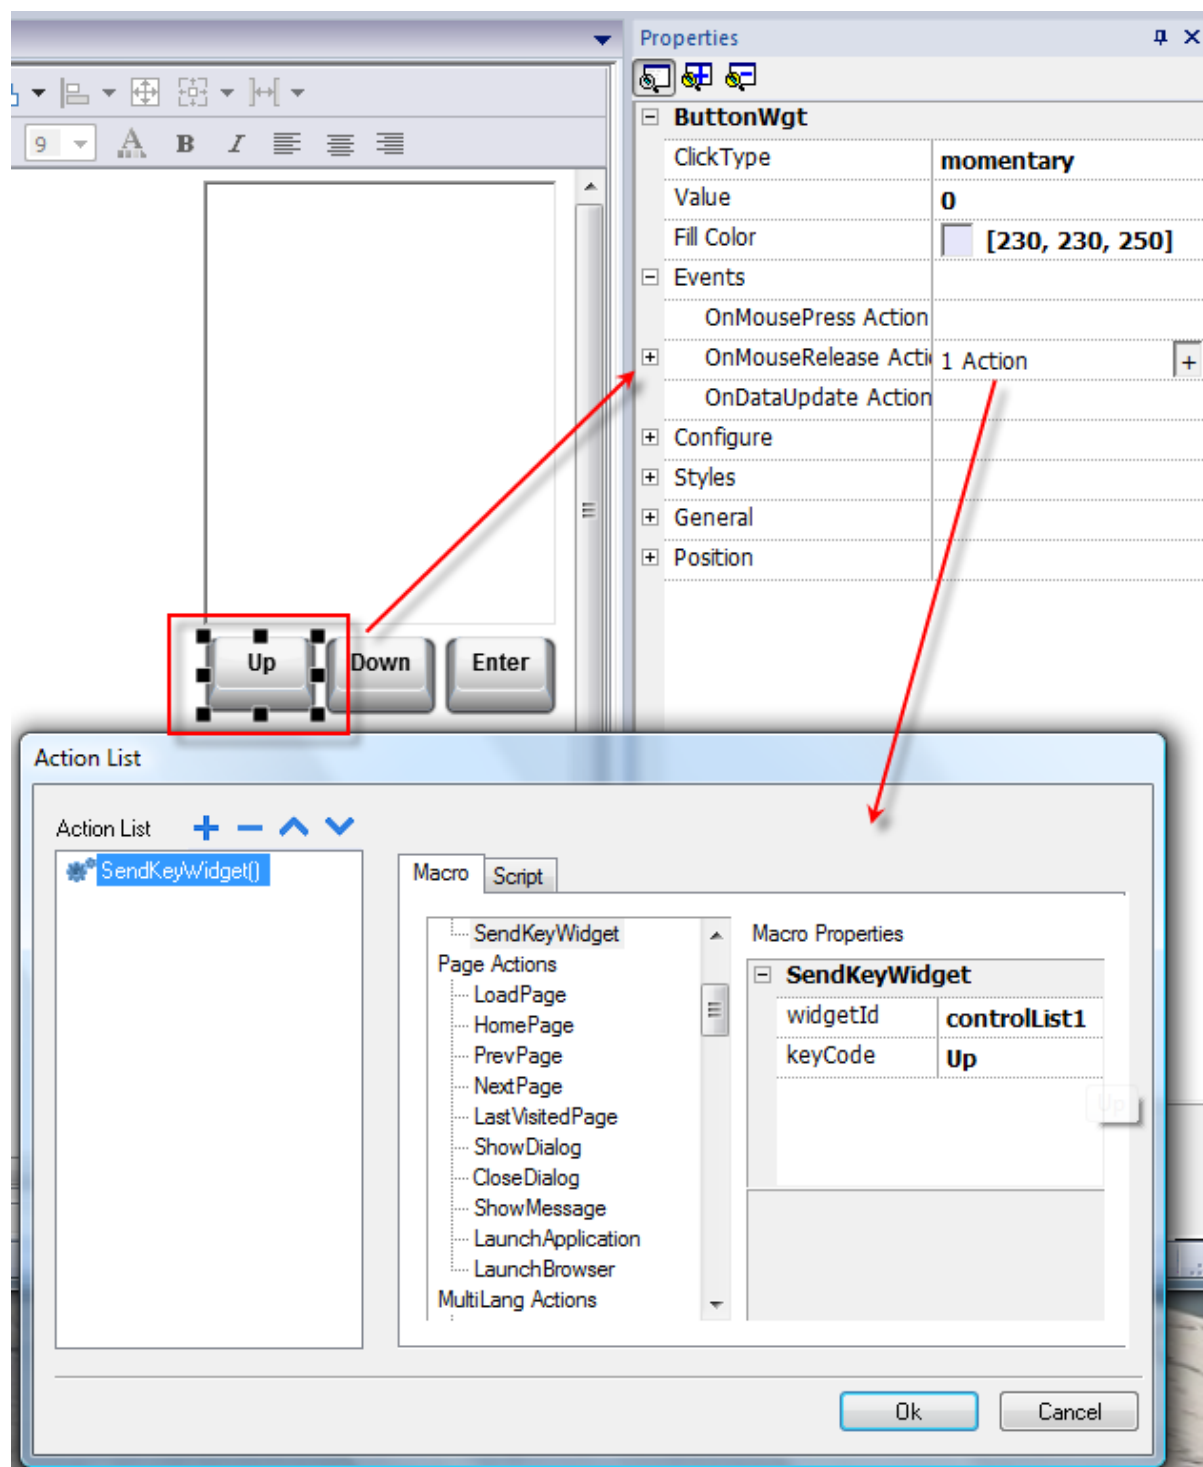 Properties
9 A B I
ButtonWgt
ClickType momentary
Value 0
Fill Color [230, 230, 250]
Events
OnMousePress Action
OnMouseRelease Acti 1 Action +
OnDataUpdate Action
Configure
Styles
General
Position
Up Down Enter
Action List
Action List
SendKeyWidget()
Macro Script
SendKeyWidget
Page Actions
LoadPage
HomePage
PrevPage
NextPage
LastVisitedPage
ShowDialog
CloseDialog
ShowMessage
LaunchApplication
LaunchBrowser
MultiLang Actions
Macro Properties
SendKeyWidget
widgetId controlList1
keyCode Up
Up
Ok Cancel